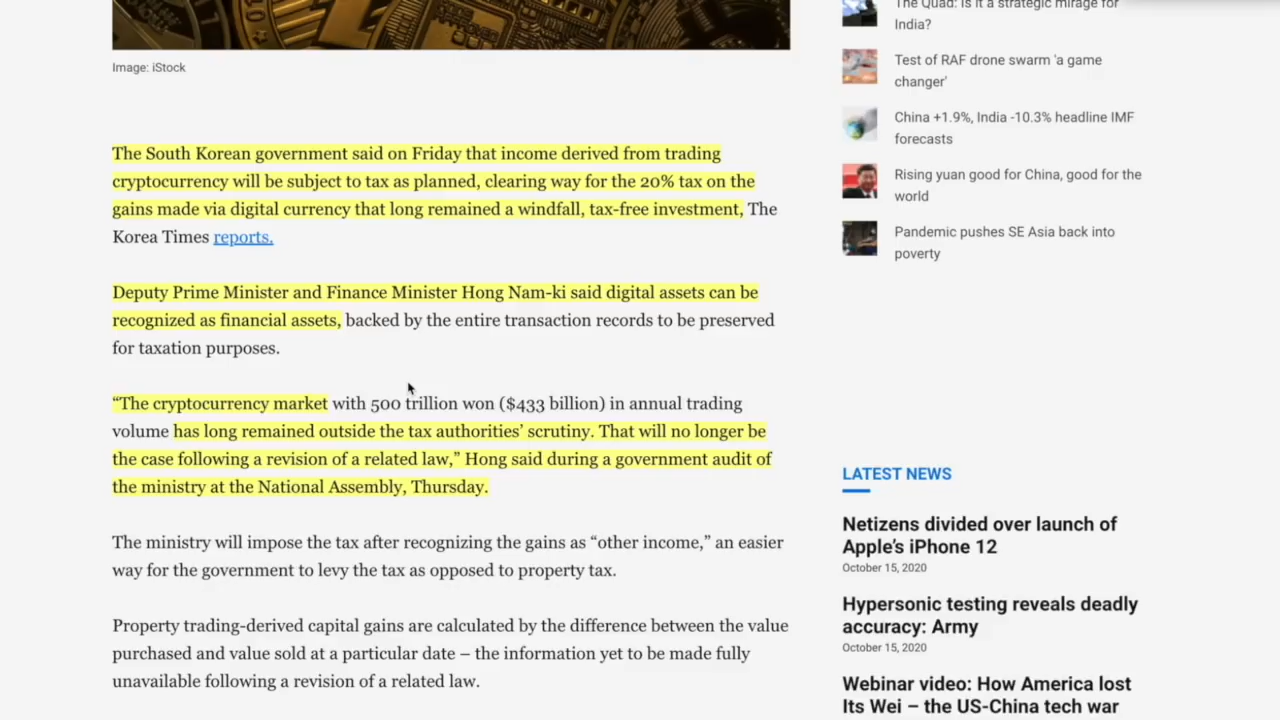 Image: iStock
The South Korean government said on Friday that income derived from trading
cryptocurrency will be subject to tax as planned, clearing way for the 20% tax on the
gains made via digital currency that long remained a windfall, tax-free investment, The
Korea Times reports.
Deputy Prime Minister and Finance Minister Hong Nam-ki said digital assets can be
recognized as financial assets, backed by the entire transaction records to be preserved
for taxation purposes.
“The cryptocurrency market with 500 trillion won ($433 billion) in annual trading
volume has long remained outside the tax authorities’ scrutiny. That will no longer be
the case following a revision of a related law,” Hong said during a government audit of
the ministry at the National Assembly, Thursday.
The ministry will impose the tax after recognizing the gains as “other income,” an easier
way for the government to levy the tax as opposed to property tax.
Property trading-derived capital gains are calculated by the difference between the value
purchased and value sold at a particular date – the information yet to be made fully
unavailable following a revision of a related law.
The Quad: Is it a strategic mirage for
India?
Test of RAF drone swarm 'a game
changer'
China +1.9%, India -10.3% headline IMF
forecasts
Rising yuan good for China, good for the
world
Pandemic pushes SE Asia back into
poverty
LATEST NEWS
Netizens divided over launch of
Apple’s iPhone 12
October 15, 2020
Hypersonic testing reveals deadly
accuracy: Army
October 15, 2020
Webinar video: How America lost
Its Wei – the US-China tech war